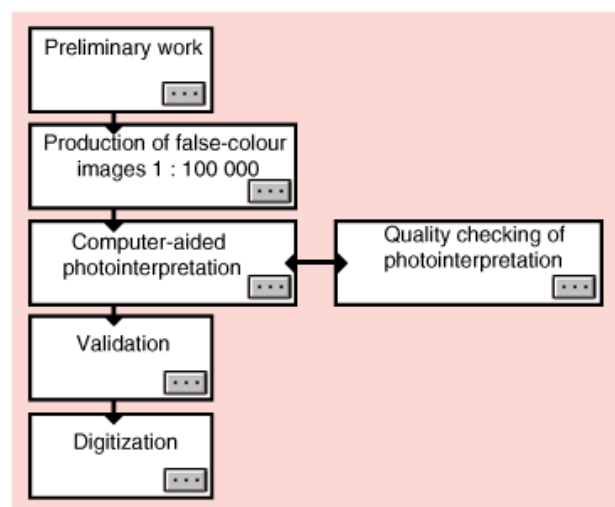 Preliminary work
Production of false-colour
images 1 : 100 000
Computer-aided
photointerpretation
Quality checking of
photointerpretation
Validation
Digitization